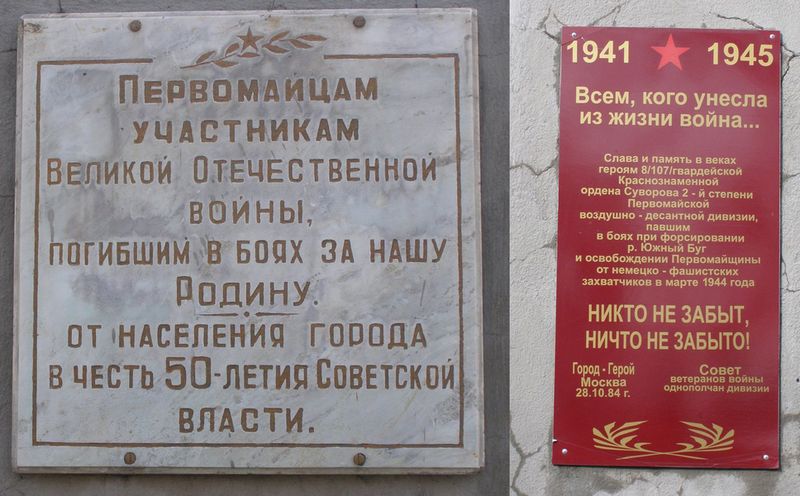 Первомайцам
участникам
Великой Отечественной
войны,
погибшим в боях за нашу
Родину.
от населения города
в честь 50-летия Советской
власти.
1941 1945
Всем, кого унесла
из жизни война...
Слава и память в веках
героям 8/107/гвардейской
Краснознаменной
ордена Суворова 2 - й степени
Первомайской
воздушно - десантной дивизии,
павшим
в боях при форсировании
р. Южный Буг
и освобождении Первомайщины
от немецко - фашистских
захватчиков в марте 1944 года
НИКТО НЕ ЗАБЫТ,
НИЧТО НЕ ЗАБЫТО!
Город - Герой
Москва
28.10.84 г.
Совет
ветеранов войны
однополчан дивизии